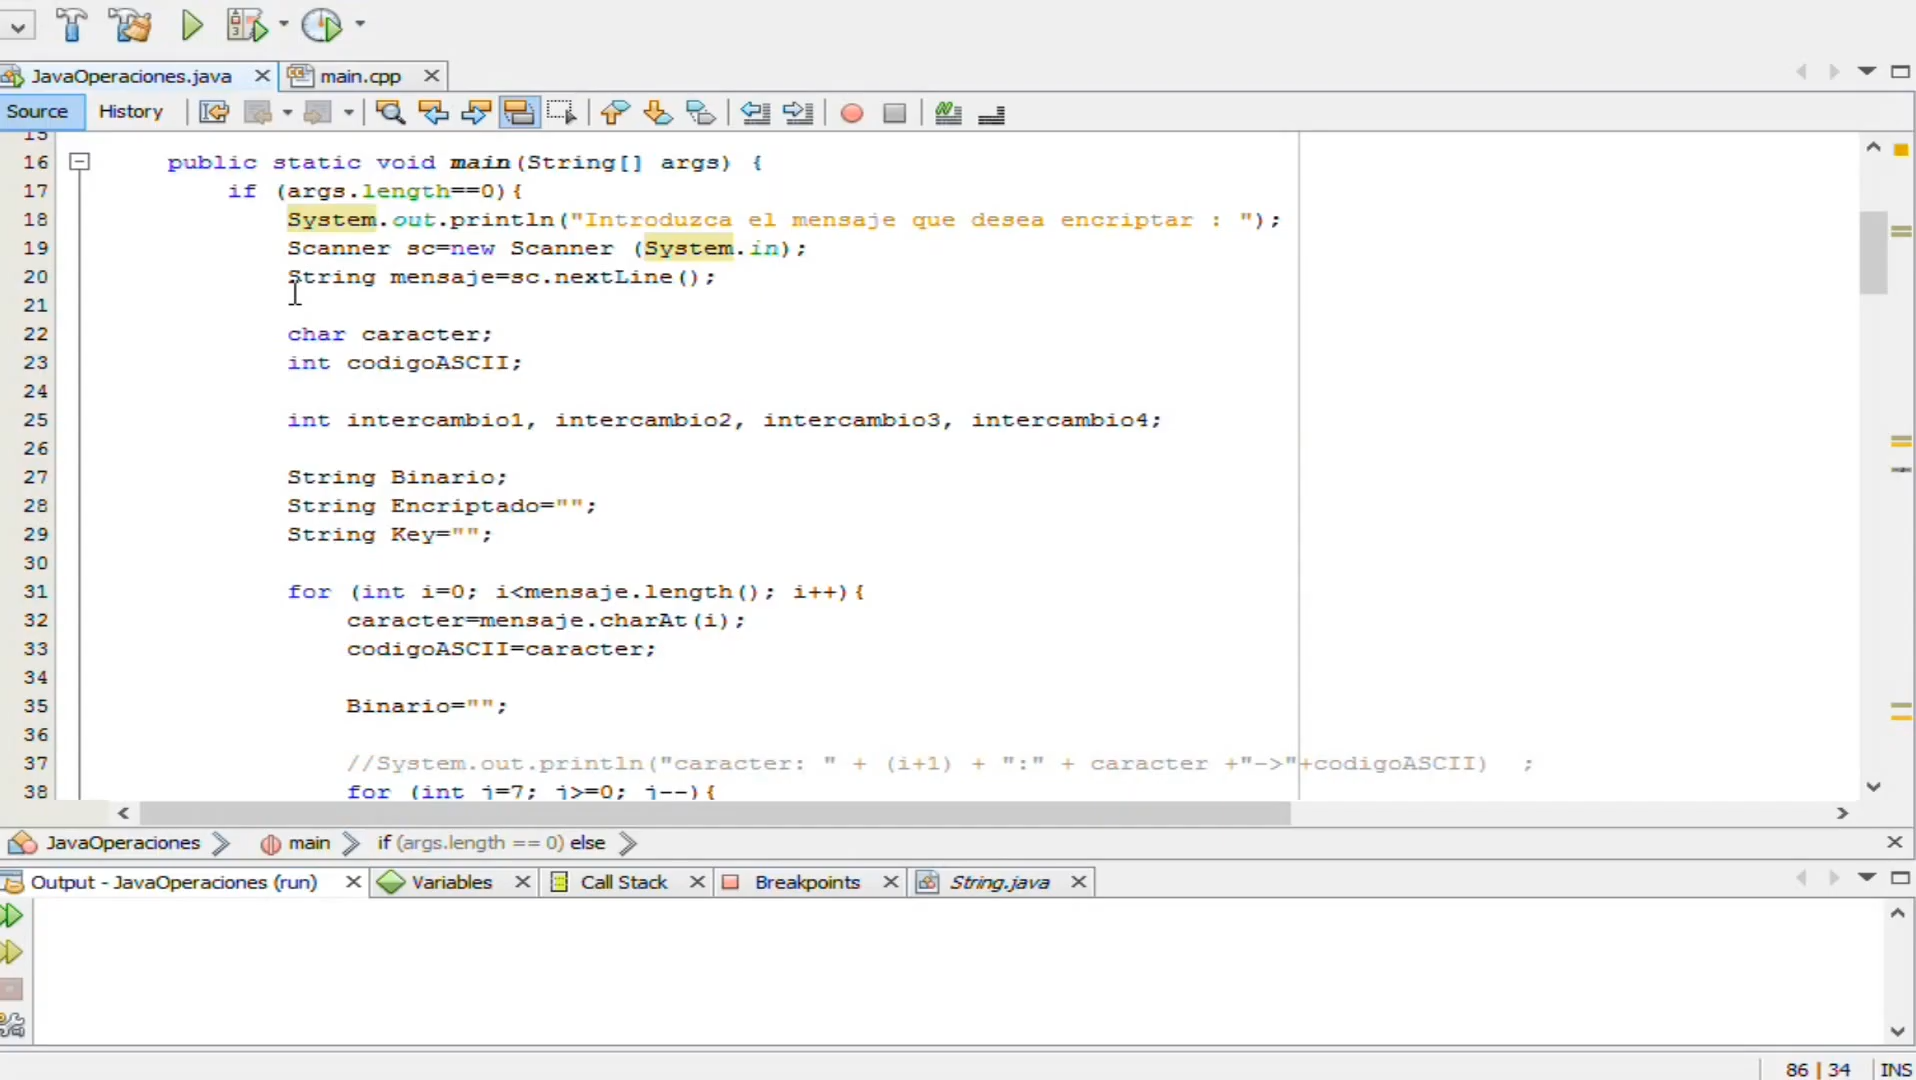 JavaOperaciones.java
main.cpp
Source
History
15
16 public static void main(String[] args) {
17 if (args.length==0){
18 System.out.println("Introduzca el mensaje que desea encriptar : ");
19 Scanner sc=new Scanner (System.in);
20 String mensaje=sc.nextLine();
21
22 char caracter;
23 int codigoASCII;
24
25 int intercambio1, intercambio2, intercambio3, intercambio4;
26
27 String Binario;
28 String Encriptado="";
29 String Key="";
30
31 for (int i=0; i<mensaje.length(); i++){
32 caracter=mensaje.charAt(i);
33 codigoASCII=caracter;
34
35 Binario="";
36
37 //System.out.println("caracter: " + (i+1) + ":" + caracter +"->"+codigoASCII) ;
38 for (int j=7; j>=0; j--){
JavaOperaciones
main
if (args.length == 0) else
Output - JavaOperaciones (run)
Variables
Call Stack
Breakpoints
String.java
86 | 34
INS